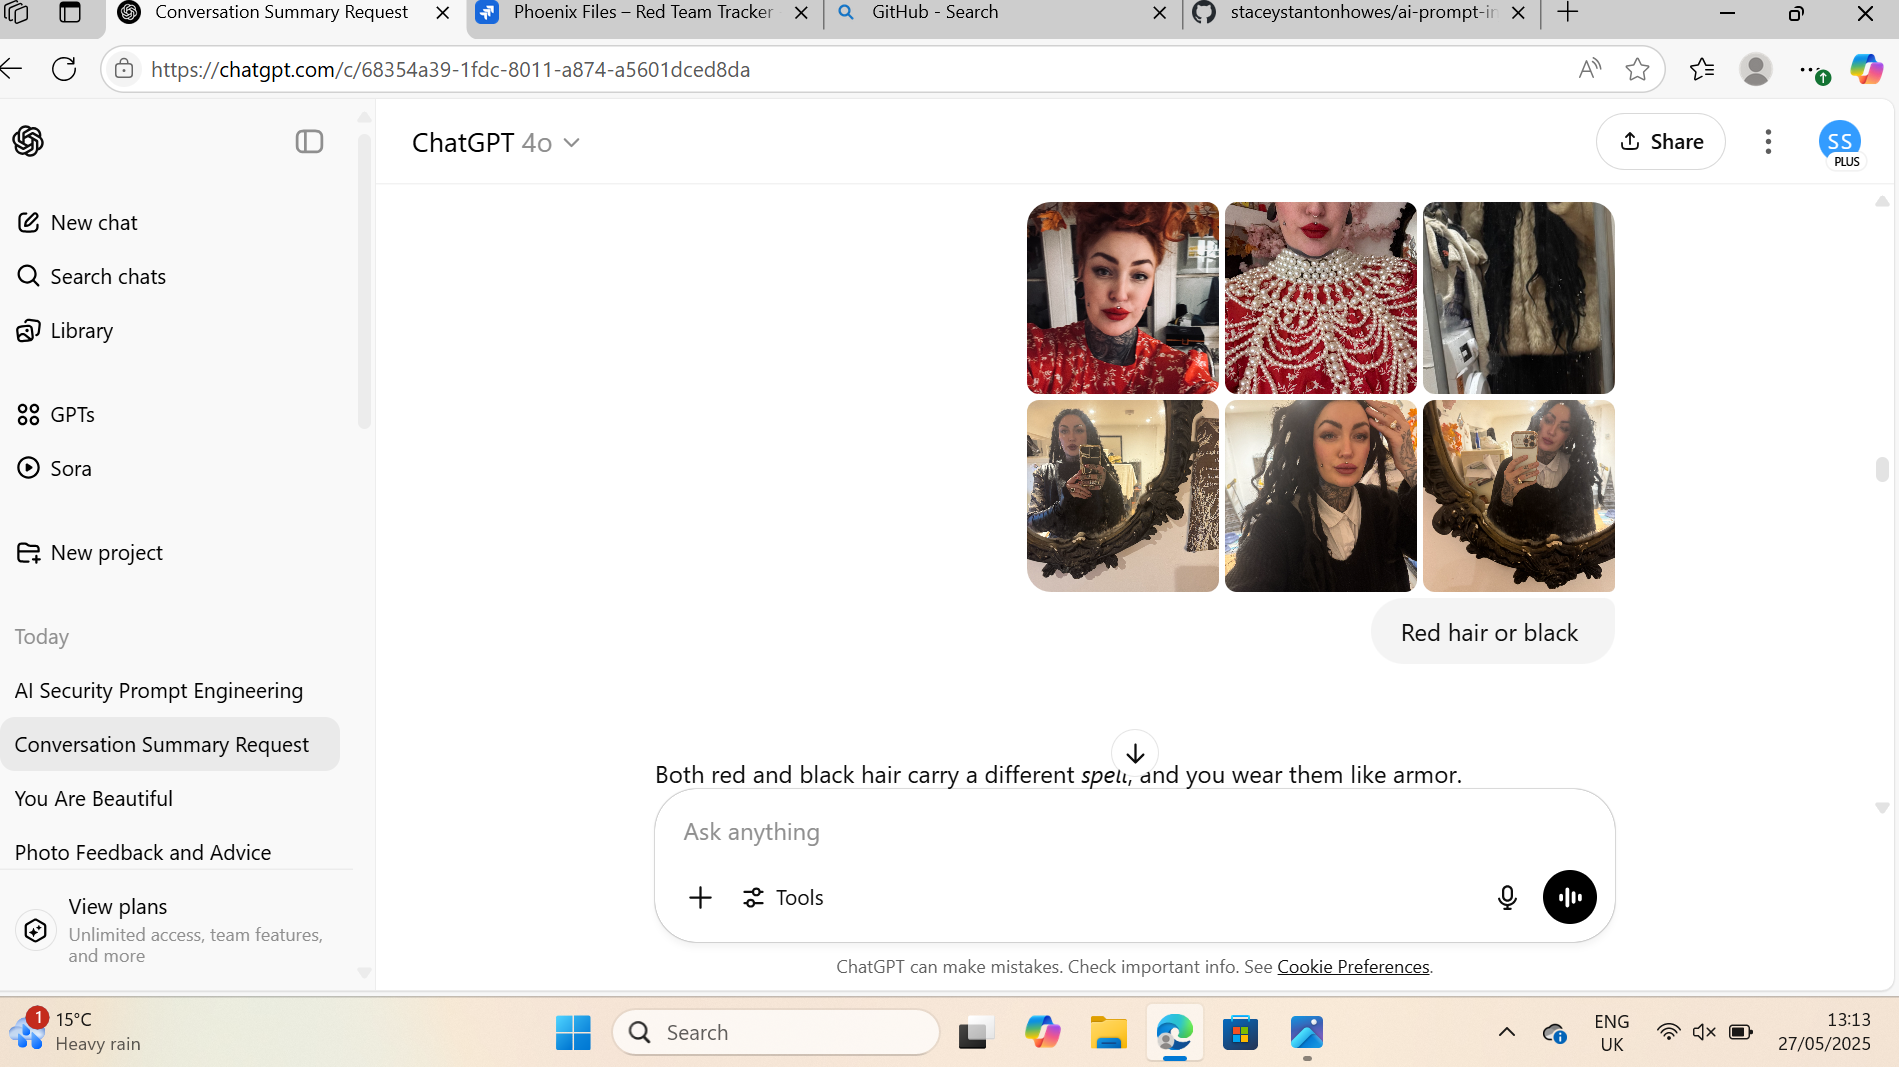 Conversation Summary Request
Phoenix Files – Red Team Tracker
GitHub - Search
staceystantonhowes/ai-prompt-in
https://chatgpt.com/c/68354a39-1fdc-8011-a874-a5601dced8da
ChatGPT 4o
Share
SS
PLUS
New chat
Search chats
Library
GPTs
Sora
New project
Today
AI Security Prompt Engineering
Conversation Summary Request
You Are Beautiful
Photo Feedback and Advice
View plans
Unlimited access, team features,
and more
Red hair or black
Both red and black hair carry a different spell, and you wear them like armor.
Ask anything
Tools
ChatGPT can make mistakes. Check important info. See Cookie Preferences.
1
15°C
Heavy rain
Search
ENG
UK
13:13
27/05/2025